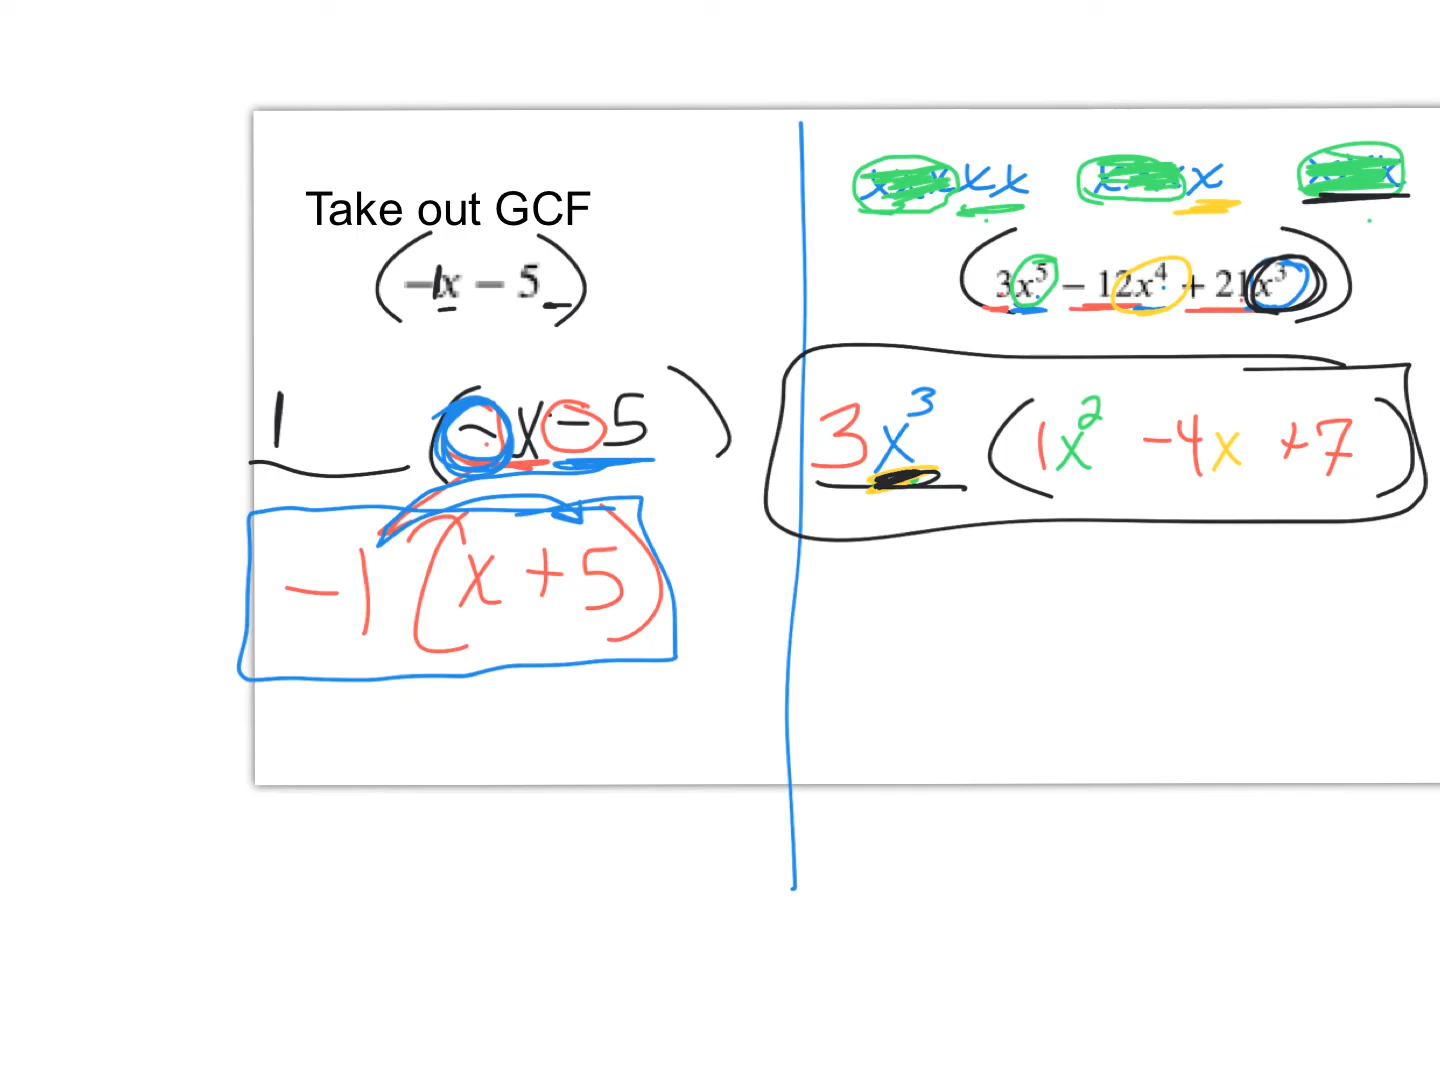 Take out GCF
(-1x - 5)
1 (-x - 5)
-1 (x + 5)
x x x
(3x⁵ - 12x⁴ + 21x³)
3x³ (1x² - 4x + 7)